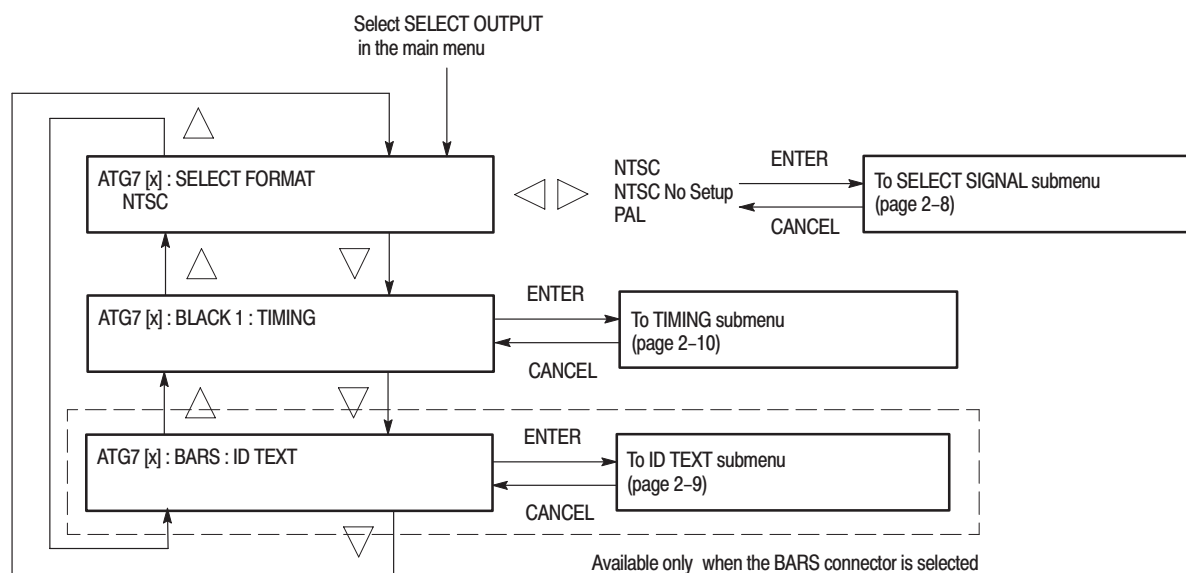 Select SELECT OUTPUT
in the main menu
ATG7 [x] : SELECT FORMAT
NTSC
NTSC
NTSC No Setup
PAL
ENTER
CANCEL
To SELECT SIGNAL submenu
(page 2–8)
ATG7 [x] : BLACK 1 : TIMING
ENTER
CANCEL
To TIMING submenu
(page 2–10)
ATG7 [x] : BARS : ID TEXT
ENTER
CANCEL
To ID TEXT submenu
(page 2–9)
Available only when the BARS connector is selected